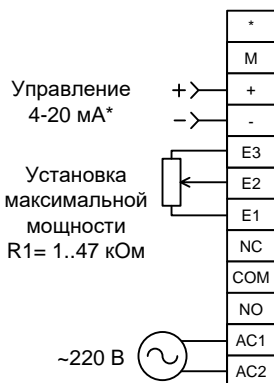 *
M
Управление
4-20 мА*
+
+
-
-
E3
Установка
максимальной
мощности
R1= 1..47 кОм
E2
E1
NC
COM
NO
~220 В
AC1
AC2